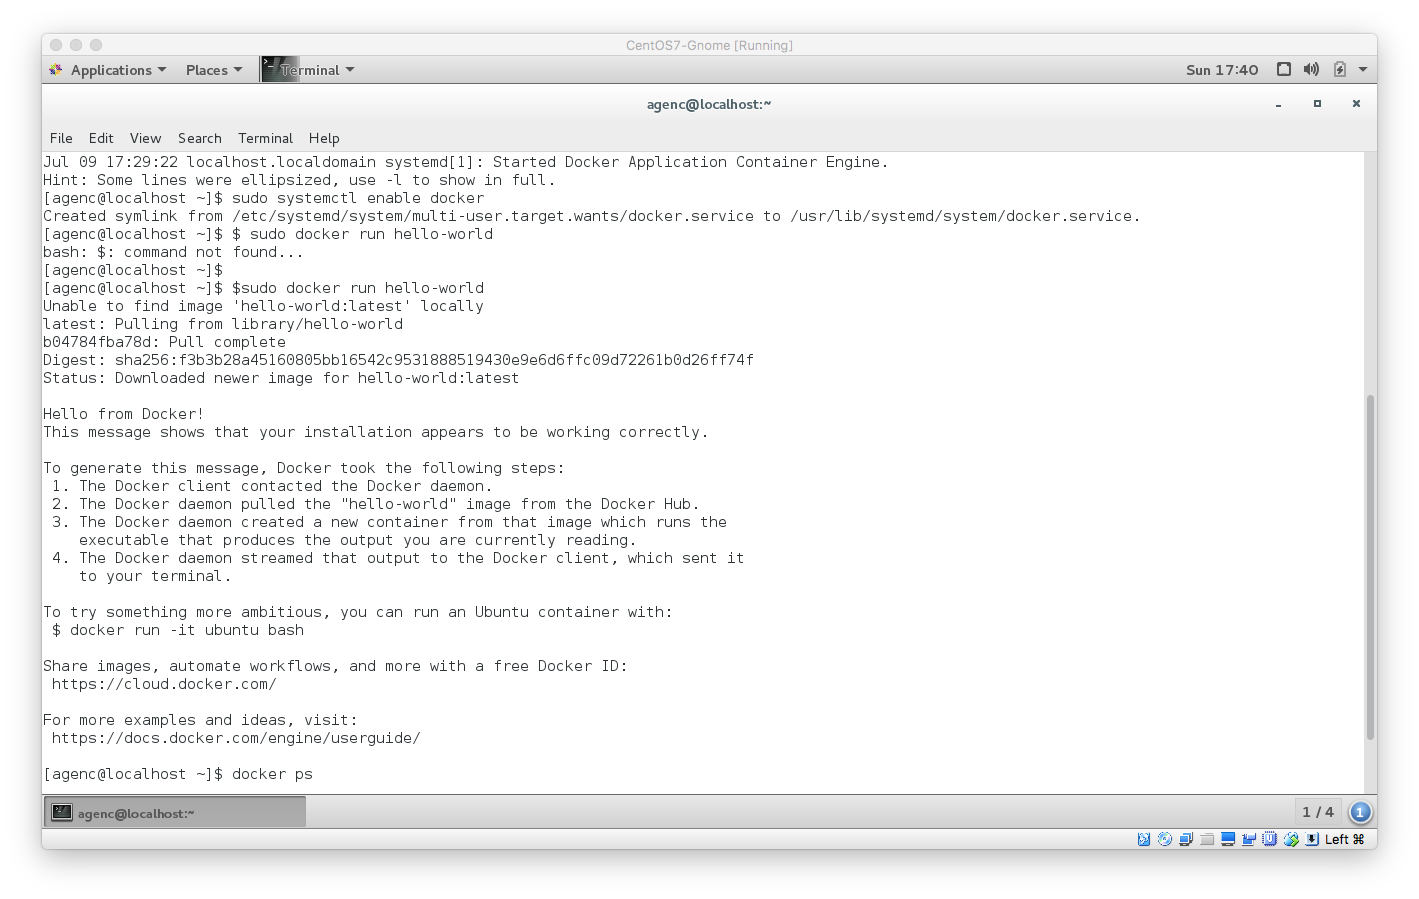 CentOS7-Gnome [Running]
Applications Places Terminal Sun 17:40
agenc@localhost:~
File Edit View Search Terminal Help
Jul 09 17:29:22 localhost.localdomain systemd[1]: Started Docker Application Container Engine.
Hint: Some lines were ellipsized, use -l to show in full.
[agenc@localhost ~]$ sudo systemctl enable docker
Created symlink from /etc/systemd/system/multi-user.target.wants/docker.service to /usr/lib/systemd/system/docker.service.
[agenc@localhost ~]$ $ sudo docker run hello-world
bash: $: command not found...
[agenc@localhost ~]$
[agenc@localhost ~]$ $sudo docker run hello-world
Unable to find image 'hello-world:latest' locally
latest: Pulling from library/hello-world
b04784fba78d: Pull complete
Digest: sha256:f3b3b28a45160805bb16542c9531888519430e9e6d6ffc09d72261b0d26ff74f
Status: Downloaded newer image for hello-world:latest
Hello from Docker!
This message shows that your installation appears to be working correctly.
To generate this message, Docker took the following steps:
1. The Docker client contacted the Docker daemon.
2. The Docker daemon pulled the "hello-world" image from the Docker Hub.
3. The Docker daemon created a new container from that image which runs the
executable that produces the output you are currently reading.
4. The Docker daemon streamed that output to the Docker client, which sent it
to your terminal.
To try something more ambitious, you can run an Ubuntu container with:
$ docker run -it ubuntu bash
Share images, automate workflows, and more with a free Docker ID:
https://cloud.docker.com/
For more examples and ideas, visit:
https://docs.docker.com/engine/userguide/
[agenc@localhost ~]$ docker ps
agenc@localhost:~ 1 / 4 1
Left ⌘